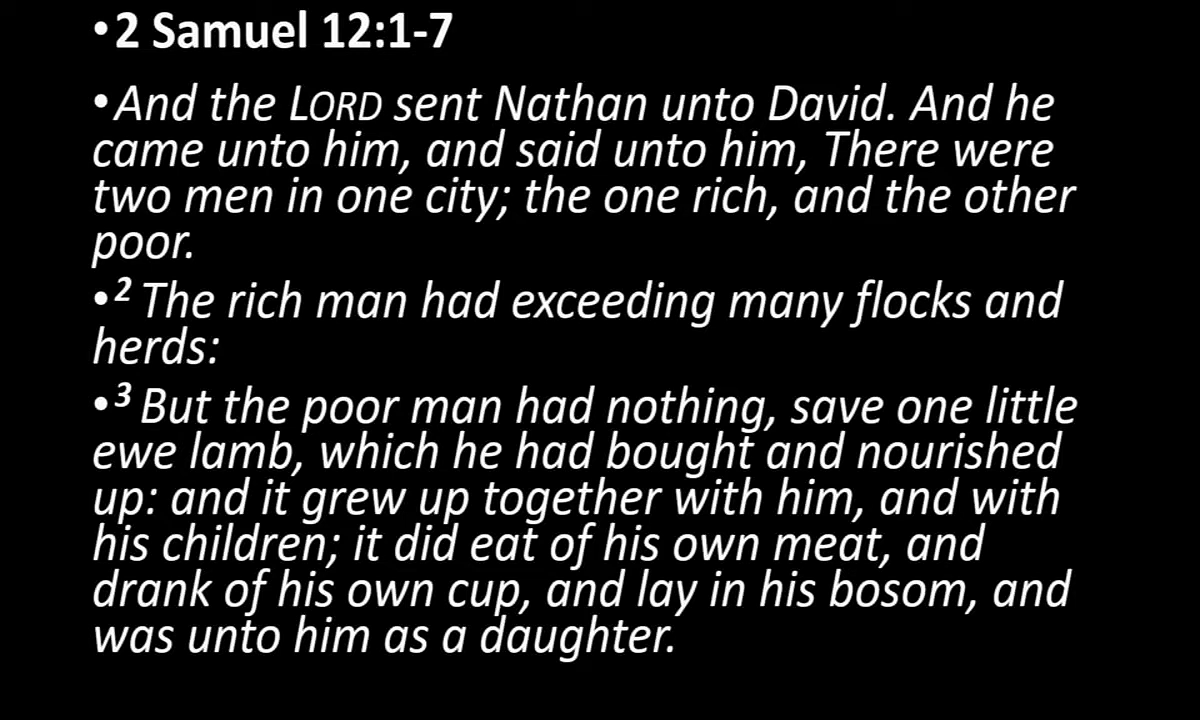 •2 Samuel 12:1-7
•And the LORD sent Nathan unto David. And he
came unto him, and said unto him, There were
two men in one city; the one rich, and the other
poor.
•2 The rich man had exceeding many flocks and
herds:
•3 But the poor man had nothing, save one little
ewe lamb, which he had bought and nourished
up: and it grew up together with him, and with
his children; it did eat of his own meat, and
drank of his own cup, and lay in his bosom, and
was unto him as a daughter.